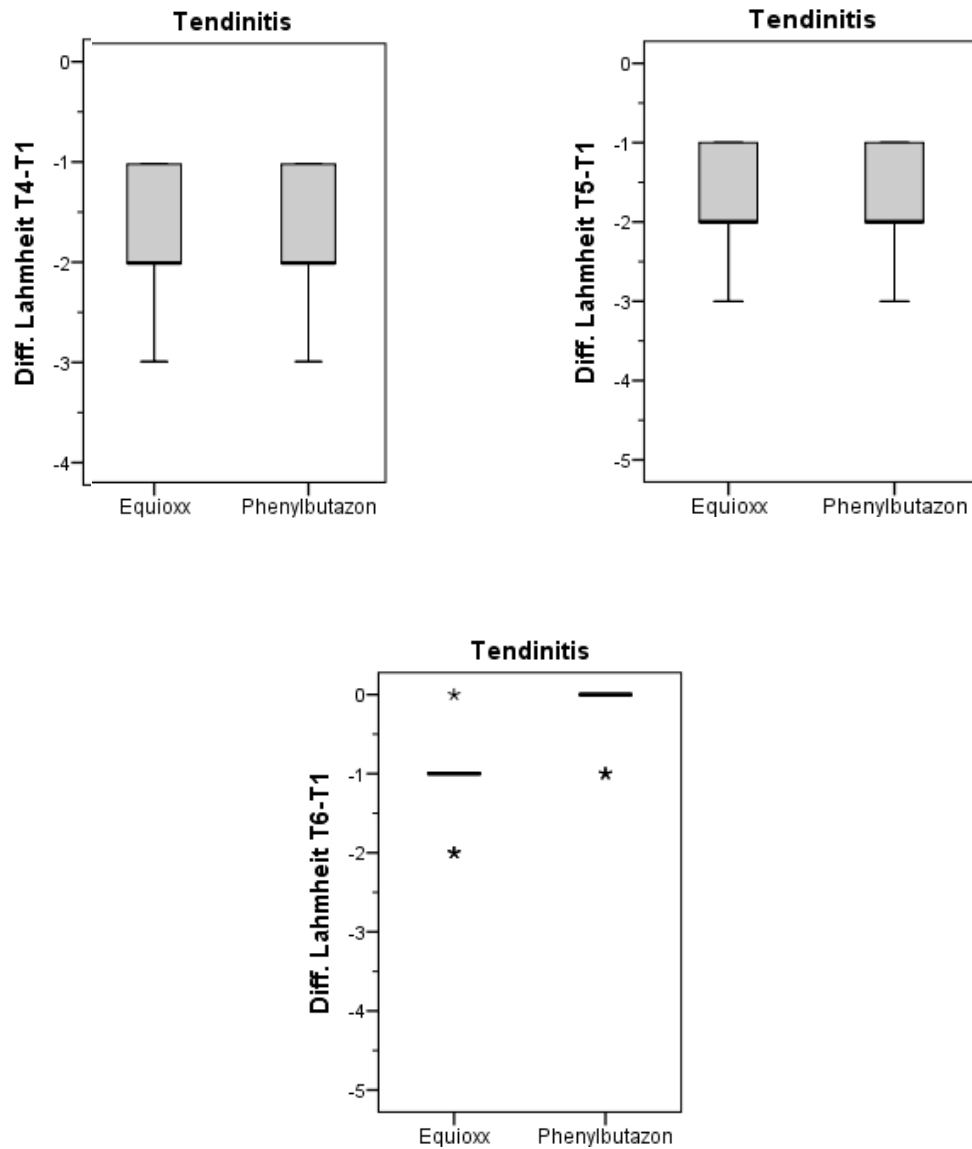 Tendinitis
Diff. Lahmheit T4-T1
0
-1
-2
-3
-4
Equioxx Phenylbutazon
Tendinitis
Diff. Lahmheit T5-T1
0
-1
-2
-3
-4
-5
Equioxx Phenylbutazon
Tendinitis
Diff. Lahmheit T6-T1
0
-1
-2
-3
-4
-5
Equioxx Phenylbutazon